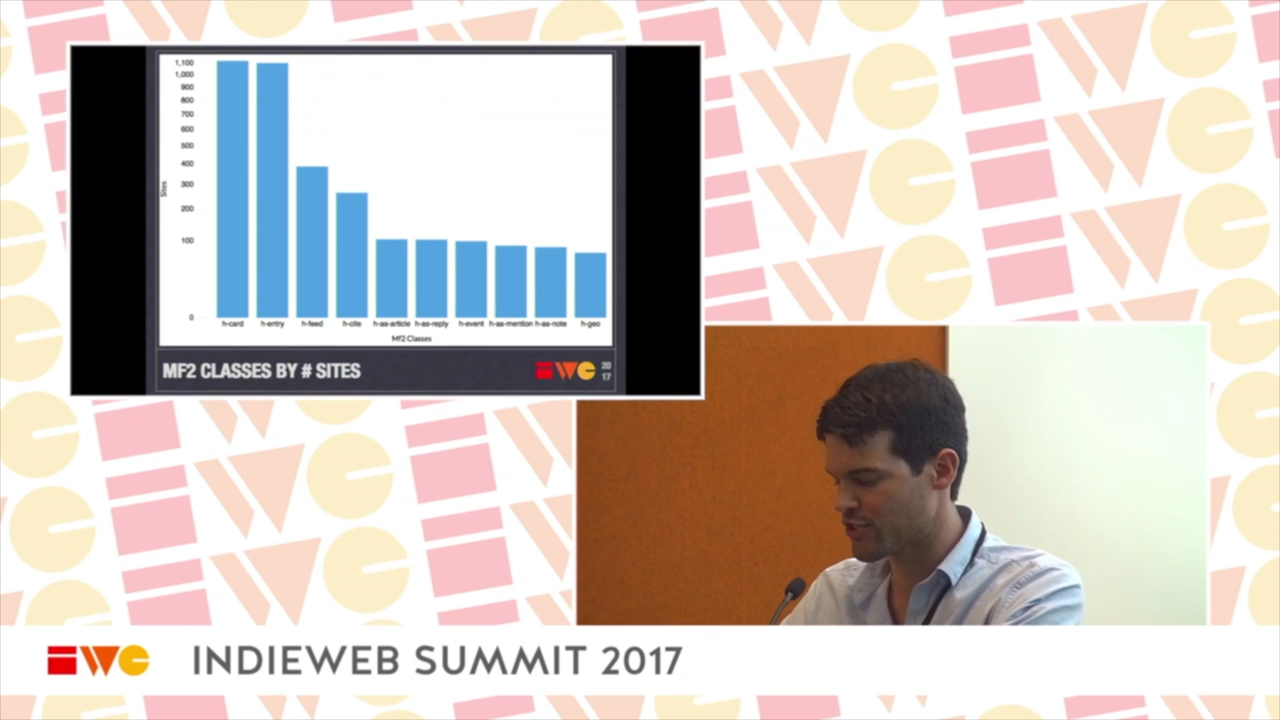 1,100
1,000
900
800
700
600
500
400
300
200
100
0
Sites
h-card h-entry h-feed h-cite h-as-article h-as-reply h-event h-as-mention h-as-note h-geo
Mf2 Classes
MF2 CLASSES BY # SITES
IWC
20
17
IWC INDIEWEB SUMMIT 2017